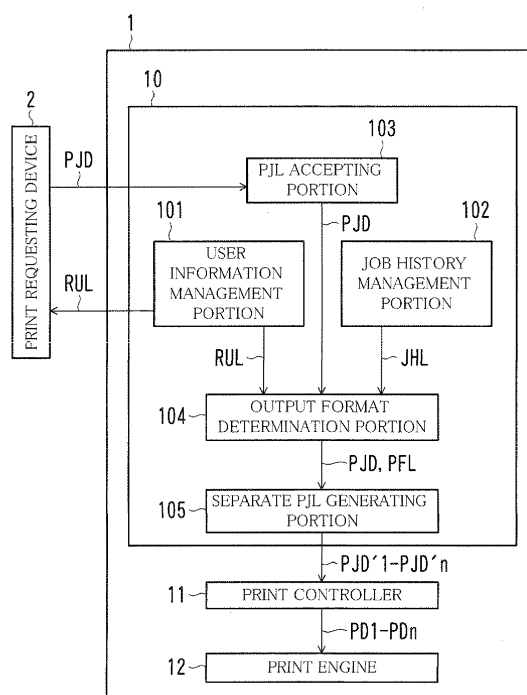 1
10
2
PRINT REQUESTING DEVICE
PJD
103
PJL ACCEPTING
PORTION
PJD
101
USER
INFORMATION
MANAGEMENT
PORTION
102
JOB HISTORY
MANAGEMENT
PORTION
RUL
RUL
JHL
104
OUTPUT FORMAT
DETERMINATION PORTION
PJD, PFL
105
SEPARATE PJL GENERATING
PORTION
PJD´1-PJD´n
11
PRINT CONTROLLER
PD1-PDn
12
PRINT ENGINE